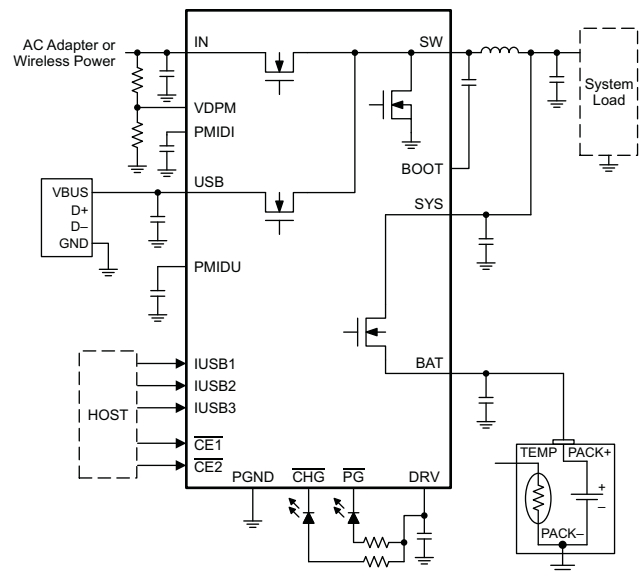 AC Adapter or
Wireless Power
IN
SW
VDPM
PMIDI
System
Load
BOOT
USB
VBUS
D+
D–
GND
SYS
PMIDU
BAT
IUSB1
IUSB2
IUSB3
HOST
CE1
CE2
PGND
CHG
PG
DRV
TEMP
PACK+
+
–
PACK–